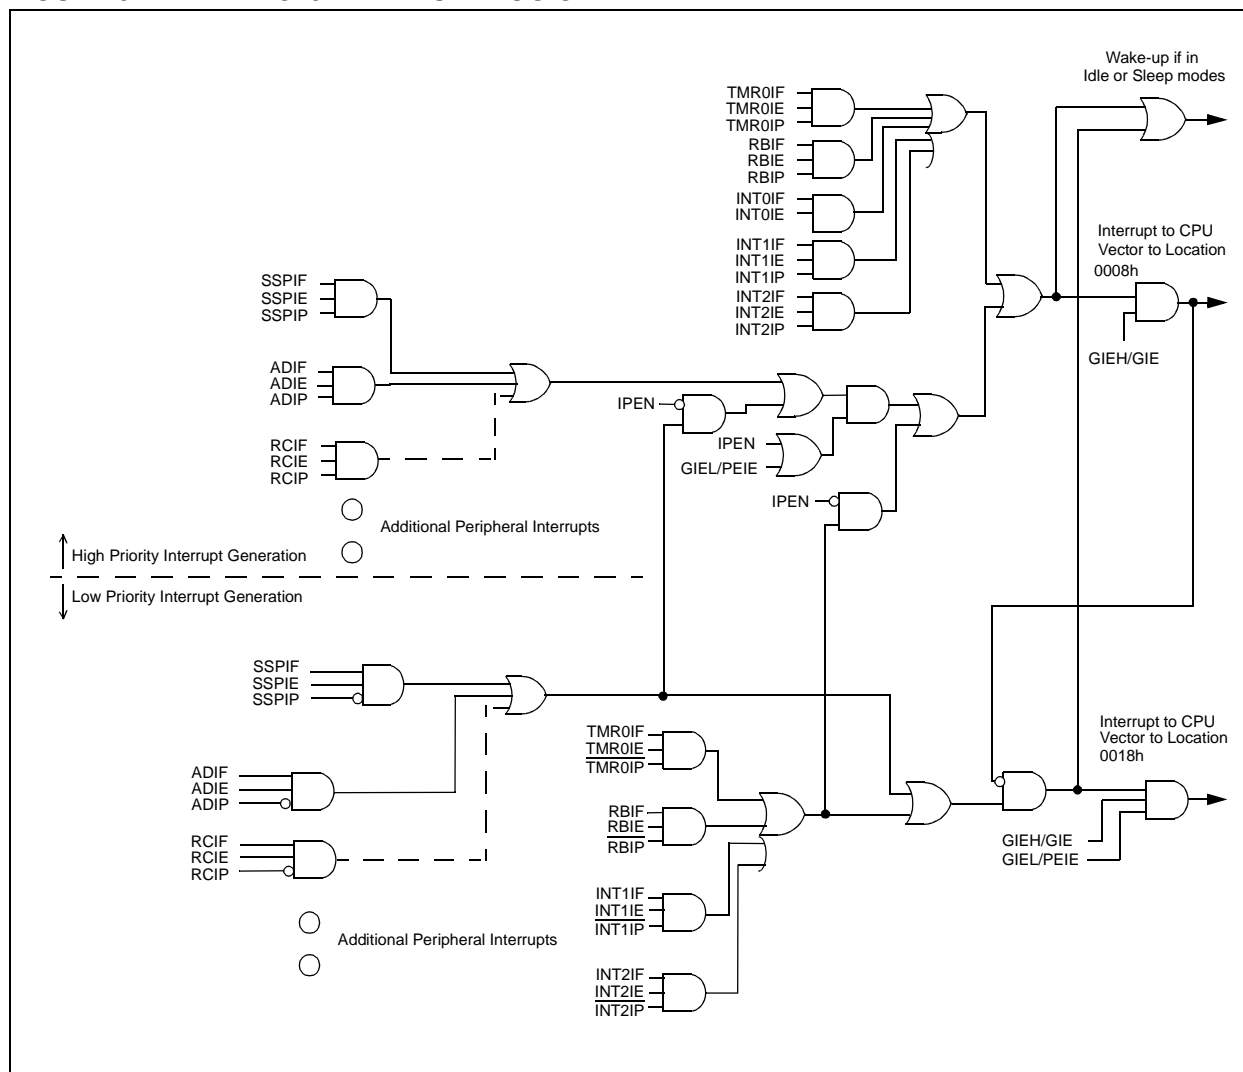 Wake-up if in
Idle or Sleep modes
TMR0IF
TMR0IE
TMR0IP
RBIF
RBIE
RBIP
INT0IF
INT0IE
INT1IF
INT1IE
INT1IP
INT2IF
INT2IE
INT2IP
Interrupt to CPU
Vector to Location
0008h
GIEH/GIE
SSPIF
SSPIE
SSPIP
ADIF
ADIE
ADIP
RCIF
RCIE
RCIP
IPEN
IPEN
GIEL/PEIE
IPEN
Additional Peripheral Interrupts
High Priority Interrupt Generation
Low Priority Interrupt Generation
SSPIF
SSPIE
SSPIP
ADIF
ADIE
ADIP
RCIF
RCIE
RCIP
Additional Peripheral Interrupts
TMR0IF
TMR0IE
TMR0IP
RBIF
RBIE
RBIP
INT1IF
INT1IE
INT1IP
INT2IF
INT2IE
INT2IP
Interrupt to CPU
Vector to Location
0018h
GIEH/GIE
GIEL/PEIE